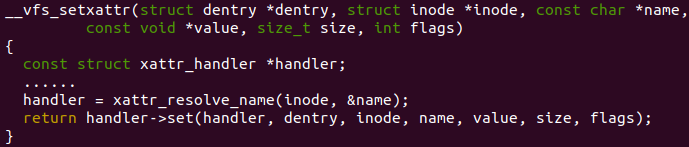 __vfs_setxattr(struct dentry *dentry, struct inode *inode, const char *name,
const void *value, size_t size, int flags)
{
const struct xattr_handler *handler;
......
handler = xattr_resolve_name(inode, &name);
return handler->set(handler, dentry, inode, name, value, size, flags);
}